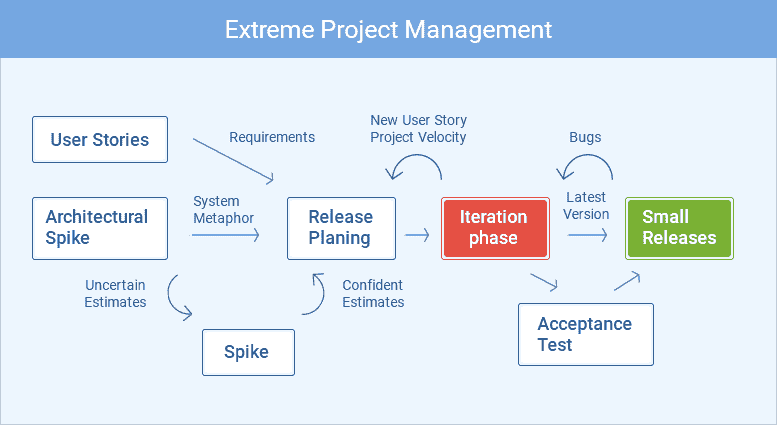 Extreme Project Management
User Stories
Requirements
New User Story
Project Velocity
Bugs
Architectural
Spike
System
Metaphor
Release
Planing
Iteration
phase
Latest
Version
Small
Releases
Uncertain
Estimates
Confident
Estimates
Spike
Acceptance
Test